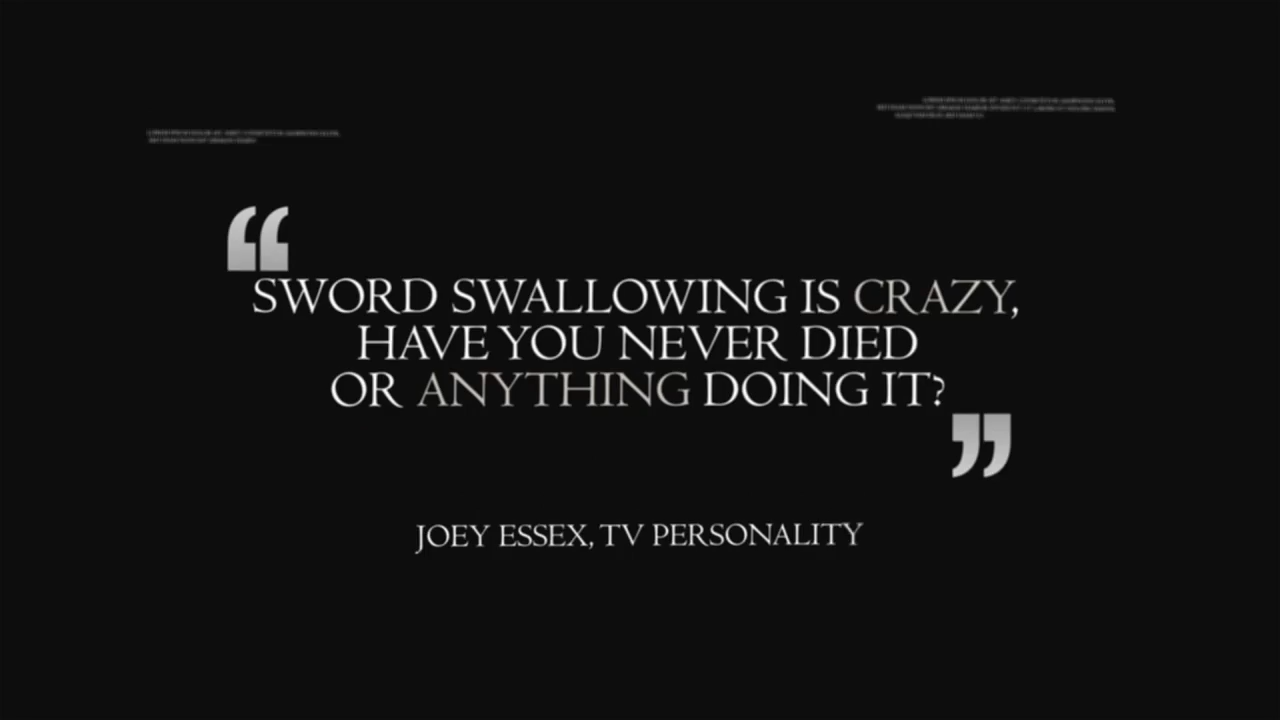 “
SWORD SWALLOWING IS CRAZY,
HAVE YOU NEVER DIED
OR ANYTHING DOING IT?
”
JOEY ESSEX, TV PERSONALITY